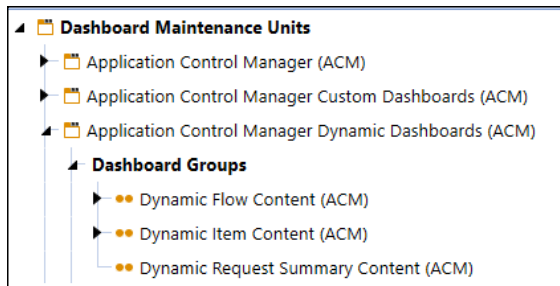 Dashboard Maintenance Units
Application Control Manager (ACM)
Application Control Manager Custom Dashboards (ACM)
Application Control Manager Dynamic Dashboards (ACM)
Dashboard Groups
Dynamic Flow Content (ACM)
Dynamic Item Content (ACM)
Dynamic Request Summary Content (ACM)